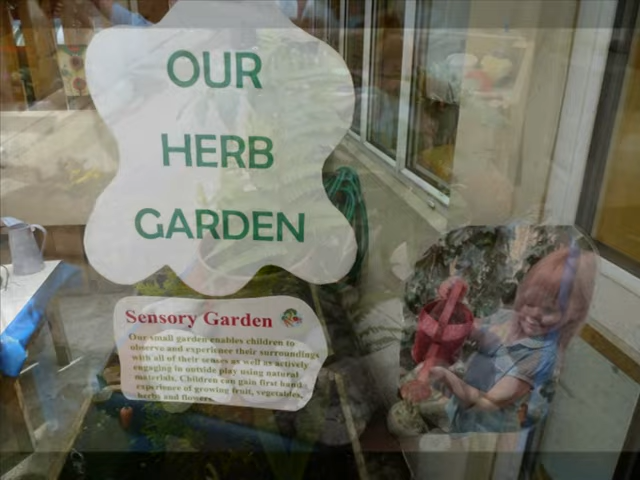 OUR
HERB
GARDEN
Sensory Garden
Our small garden enables children to
observe and experience their surroundings
with all of their senses as well as actively
engaging in outside play using natural
materials. Children can gain first hand
experience of growing fruit, vegetables,
herbs and flowers.